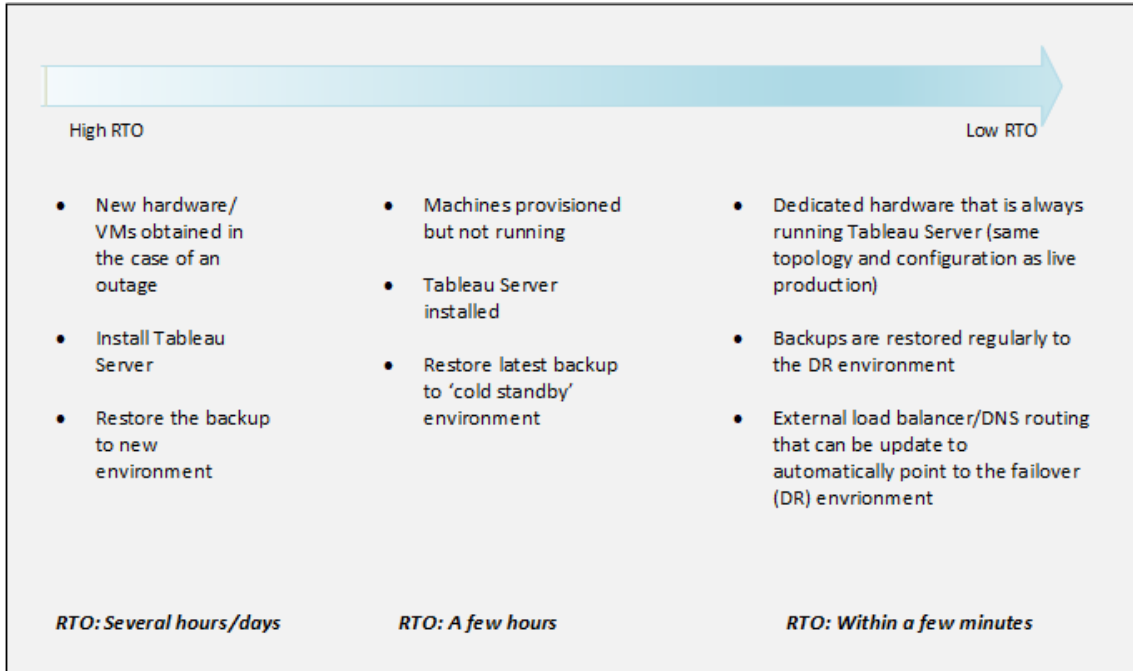 High RTO
Low RTO
● New hardware/
VMs obtained in
the case of an
outage
● Install Tableau
Server
● Restore the backup
to new
environment
● Machines provisioned
but not running
● Tableau Server
installed
● Restore latest backup
to ‘cold standby’
environment
● Dedicated hardware that is always
running Tableau Server (same
topology and configuration as live
production)
● Backups are restored regularly to
the DR environment
● External load balancer/DNS routing
that can be update to
automatically point to the failover
(DR) envrionment
RTO: Several hours/days
RTO: A few hours
RTO: Within a few minutes